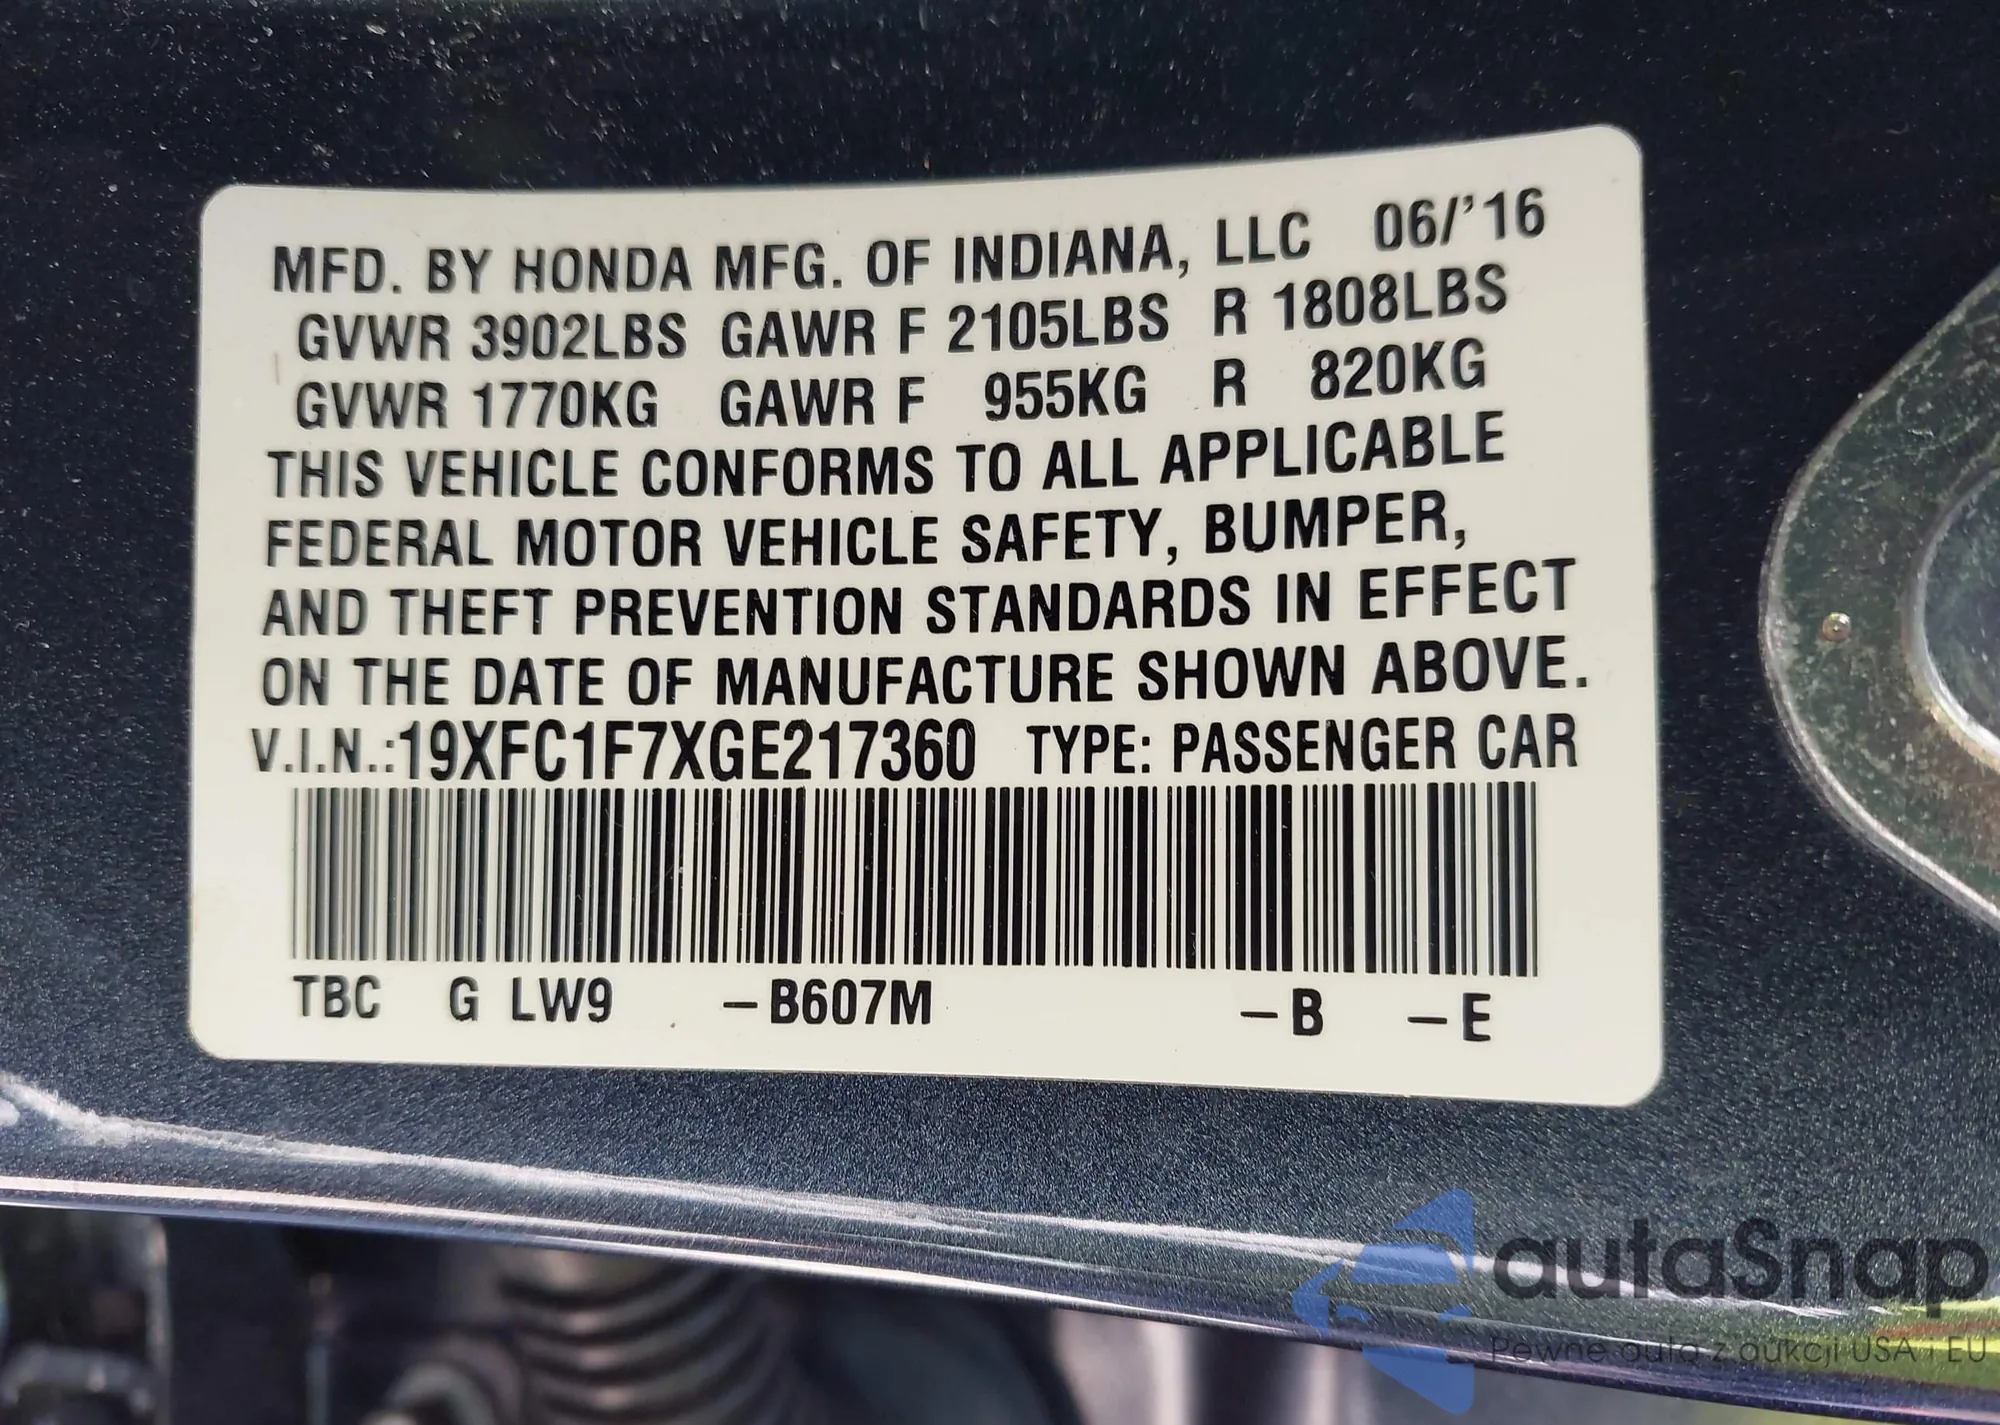 MFD. BY HONDA MFG. OF INDIANA, LLC 06/'16
GVWR 3902LBS GAWR F 2105LBS R 1808LBS
GVWR 1770KG GAWR F 955KG R 820KG
THIS VEHICLE CONFORMS TO ALL APPLICABLE
FEDERAL MOTOR VEHICLE SAFETY, BUMPER,
AND THEFT PREVENTION STANDARDS IN EFFECT
ON THE DATE OF MANUFACTURE SHOWN ABOVE.
V.I.N.:19XFC1F7XGE217360 TYPE: PASSENGER CAR
TBC G LW9 –B607M –B –E
autaSnap
Pewne auta z aukcji USA i EU